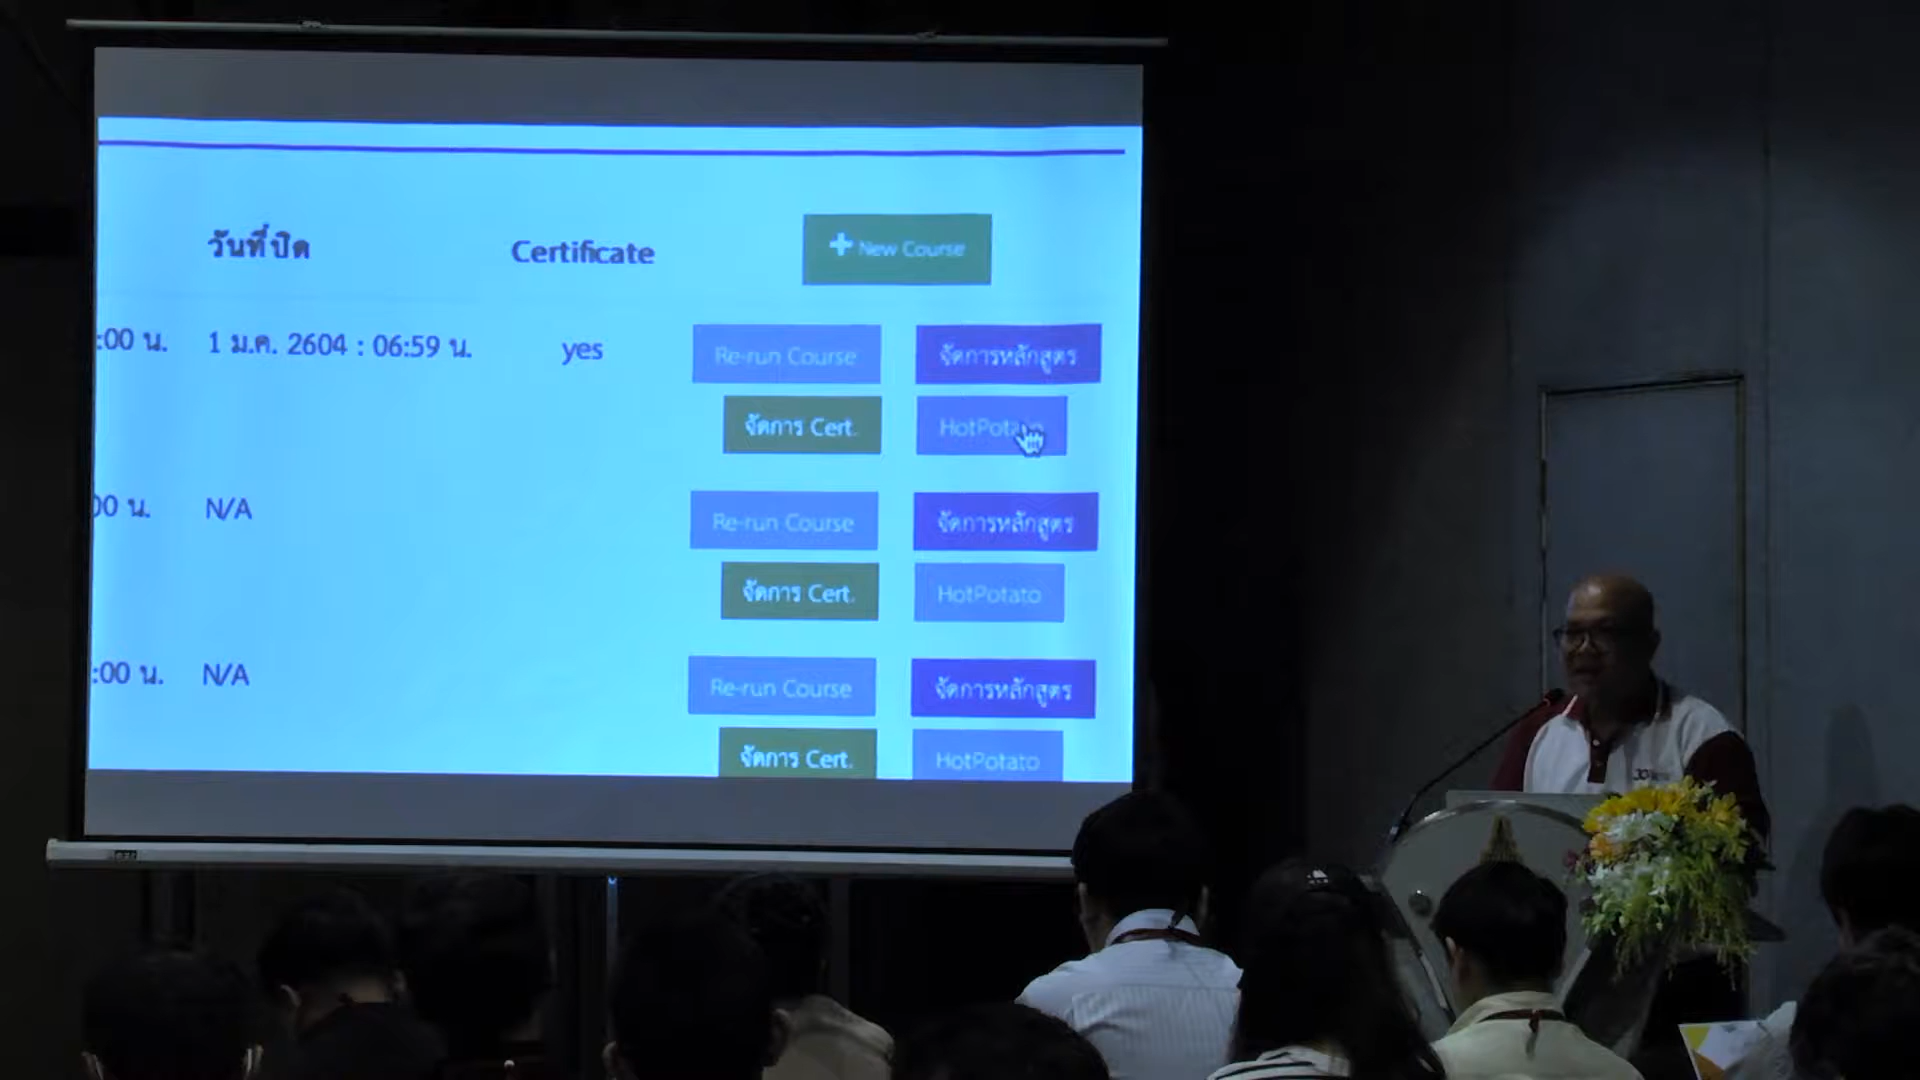 วันที่ปิด Certificate + New Course
:00 น. 1 ม.ค. 2604 : 06:59 น. yes Re-run Course จัดการหลักสูตร
จัดการ Cert. HotPotato
00 น. N/A Re-run Course จัดการหลักสูตร
จัดการ Cert. HotPotato
:00 น. N/A Re-run Course จัดการหลักสูตร
จัดการ Cert. HotPotato